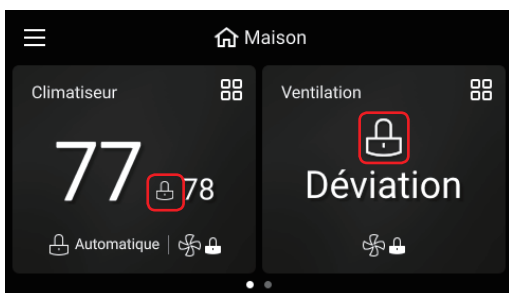 Maison
Climatiseur
77 78
Automatique
Ventilation
Déviation